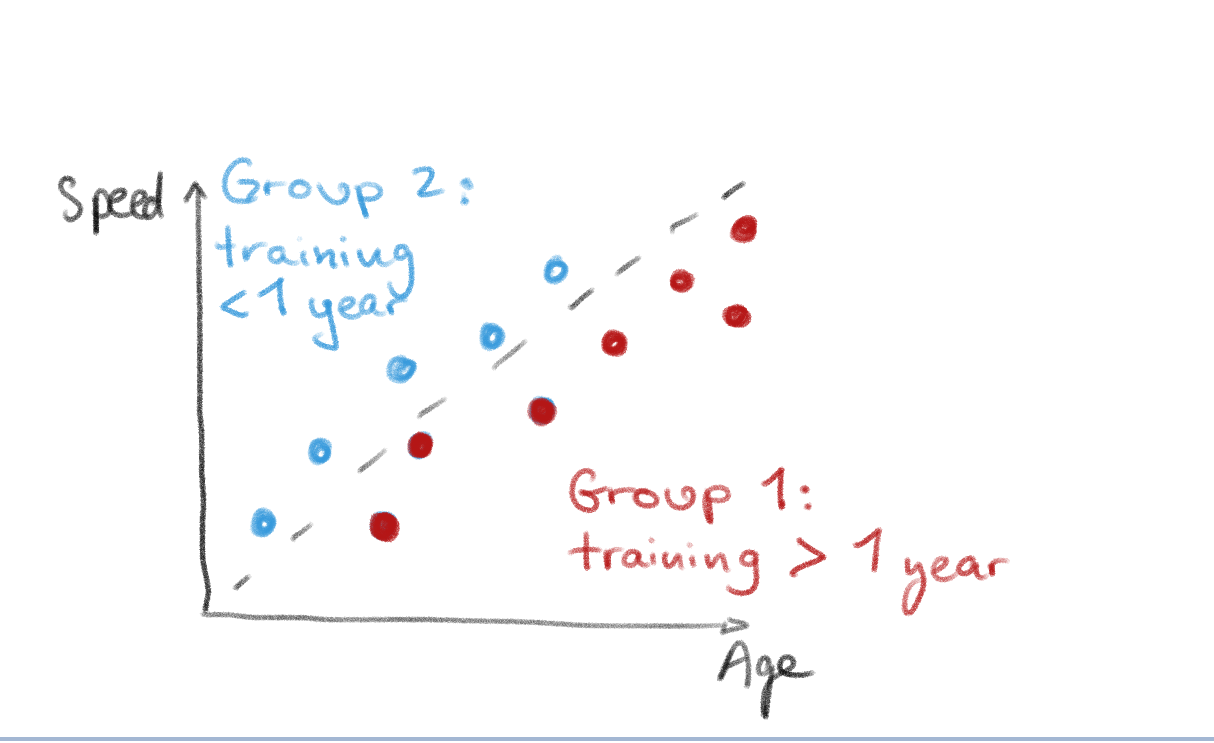 Speed
Group 2:
training
<1 year
Group 1:
training > 1 year
Age